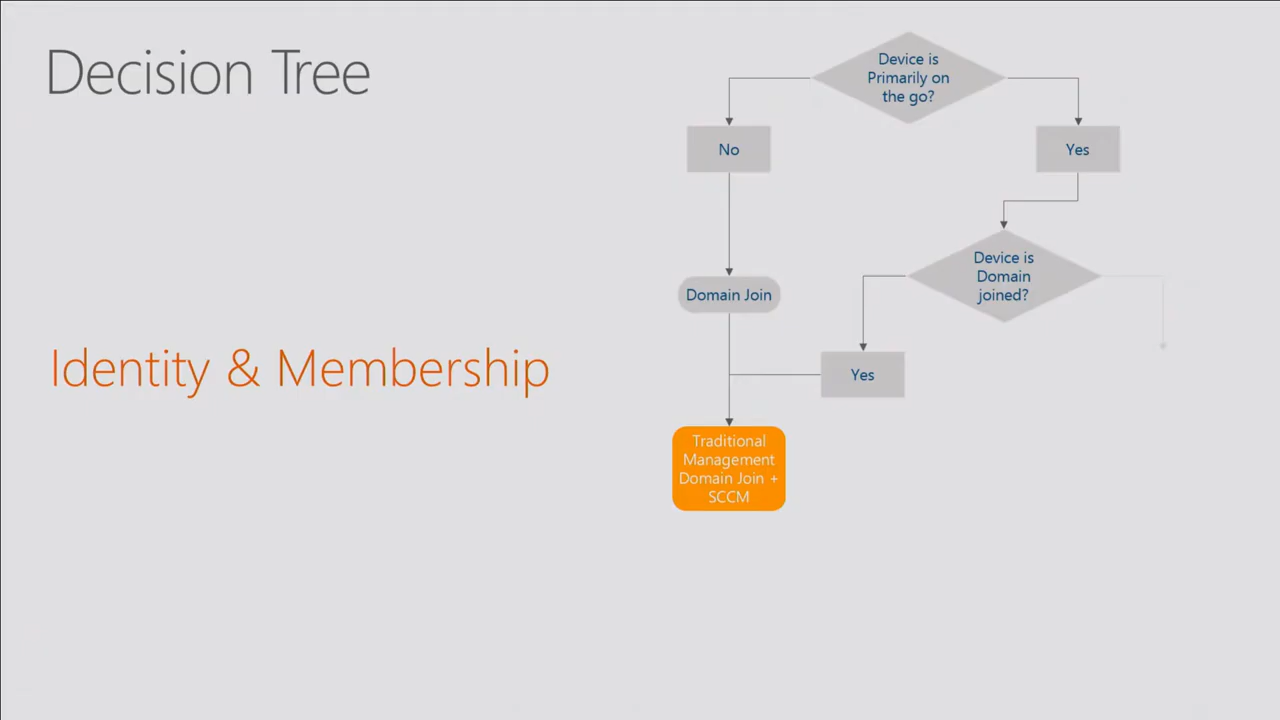 Decision Tree
Device is
Primarily on
the go?
No
Yes
Device is
Domain
joined?
Domain Join
Identity & Membership
Yes
Traditional
Management
Domain Join +
SCCM